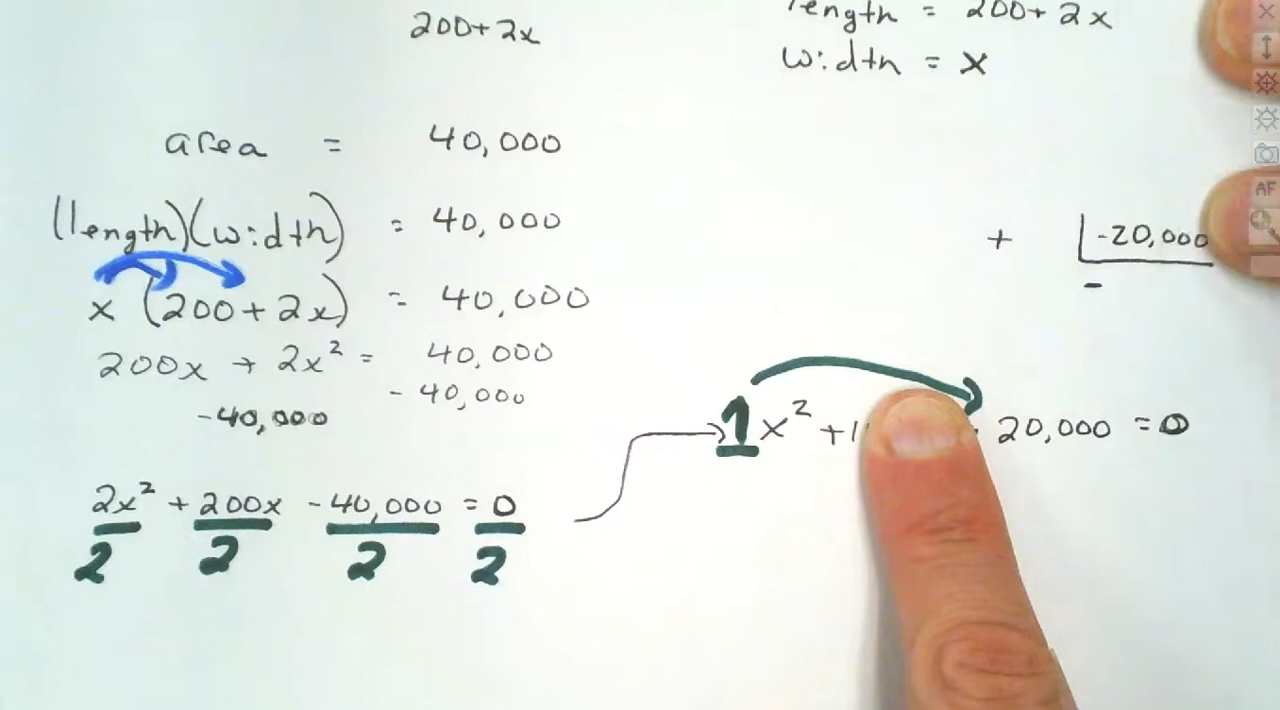 200+2x
length = 200+2x
width = x
area = 40,000
(length)(width) = 40,000
x (200+2x) = 40,000
200x + 2x² = 40,000
-40,000 - 40,000
2x² + 200x - 40,000 = 0
2 2 2 2
+ -20,000
-
1x² +1 20,000 = 0
AF